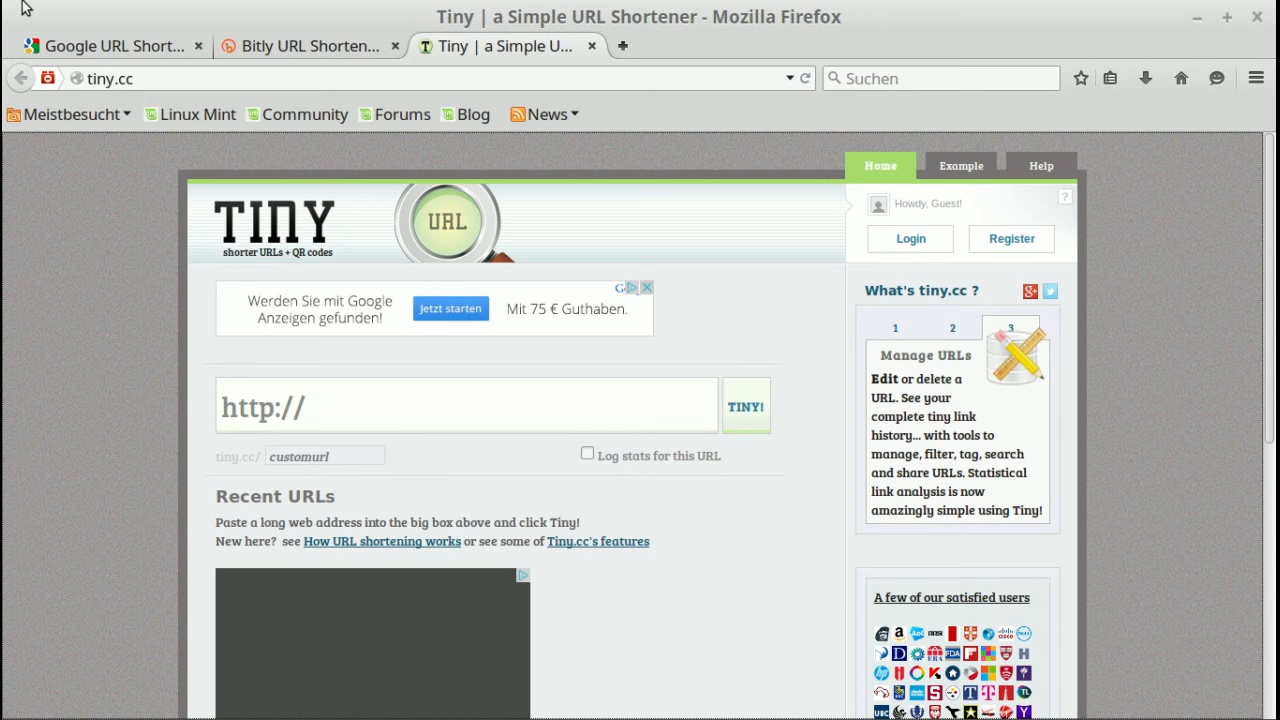 Tiny | a Simple URL Shortener - Mozilla Firefox
Google URL Short...
Bitly URL Shorten...
Tiny | a Simple U...
tiny.cc
Suchen
Meistbesucht
Linux Mint
Community
Forums
Blog
News
Home
Example
Help
TINY
shorter URLs + QR codes
URL
Howdy, Guest!
?
Login
Register
Werden Sie mit Google
Anzeigen gefunden!
Jetzt starten
Mit 75 € Guthaben.
What's tiny.cc ?
1
2
3
Manage URLs
Edit or delete a
URL. See your
complete tiny link
history... with tools to
manage, filter, tag, search
and share URLs. Statistical
link analysis is now
amazingly simple using Tiny!
http://
TINY!
tiny.cc/
customurl
Log stats for this URL
Recent URLs
Paste a long web address into the big box above and click Tiny!
New here? see How URL shortening works or see some of Tiny.cc's features
A few of our satisfied users